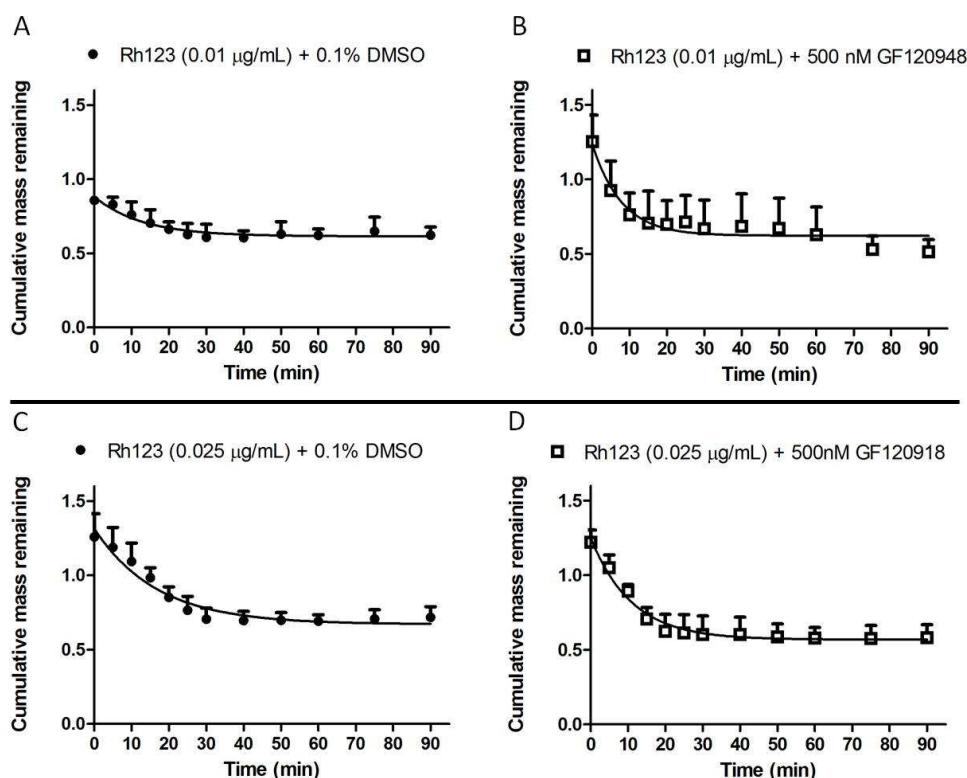 A
● Rh123 (0.01 μg/mL) + 0.1% DMSO
Cumulative mass remaining
1.5
1.0
0.5
0.0
0 10 20 30 40 50 60 70 80 90
Time (min)
B
Rh123 (0.01 μg/mL) + 500 nM GF120948
Cumulative mass remaining
1.5
1.0
0.5
0.0
0 10 20 30 40 50 60 70 80 90
Time (min)
C
● Rh123 (0.025 μg/mL) + 0.1% DMSO
Cumulative mass remaining
1.5
1.0
0.5
0.0
0 10 20 30 40 50 60 70 80 90
Time (min)
D
Rh123 (0.025 μg/mL) + 500nM GF120918
Cumulative mass remaining
1.5
1.0
0.5
0.0
0 10 20 30 40 50 60 70 80 90
Time (min)